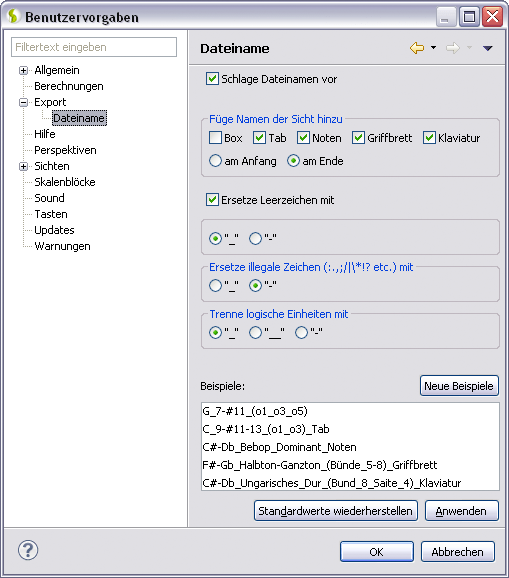 Benutzervorgaben
Filtertext eingeben
Allgemein
Berechnungen
Export
Dateiname
Hilfe
Perspektiven
Sichten
Skalenblöcke
Sound
Tasten
Updates
Warnungen
Dateiname
Schlage Dateinamen vor
Füge Namen der Sicht hinzu
Box Tab Noten Griffbrett Klaviatur
am Anfang am Ende
Ersetze Leerzeichen mit
"_" "-"
Ersetze illegale Zeichen (:.,;/|\*!? etc.) mit
"_" "-"
Trenne logische Einheiten mit
"_" "__" "-"
Beispiele: Neue Beispiele
G_7-#11_(o1_o3_o5)
C_9-#11-13_(o1_o3)_Tab
C#-Db_Bebop_Dominant_Noten
F#-Gb_Halbton-Ganzton_(Bünde_5-8)_Griffbrett
C#-Db_Ungarisches_Dur_(Bund_8_Saite_4)_Klaviatur
Standardwerte wiederherstellen Anwenden
? OK Abbrechen